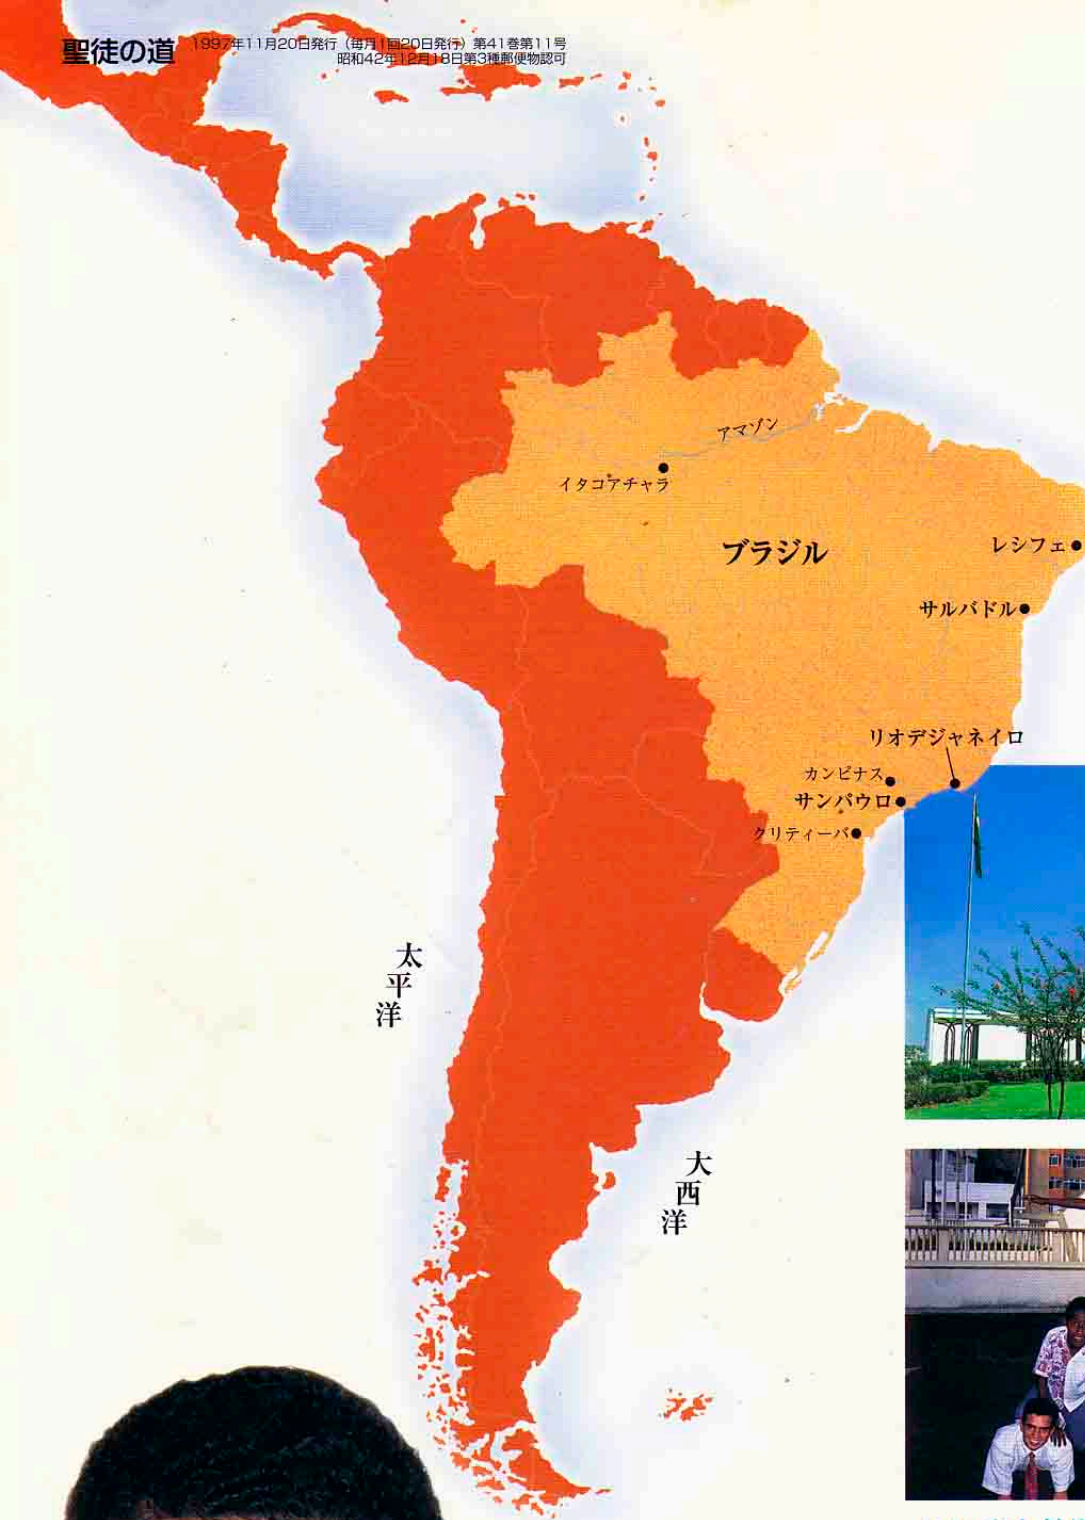 聖徒の道
1997年11月20日発行（毎月1回20日発行）第41巻第11号
昭和42年12月18日第3種郵便物認可
アマゾン
イタコアチャラ
ブラジル
レシフェ
サルバドル
リオデジャネイロ
カンピナス
サンパウロ
クリティーバ
太平洋
大西洋